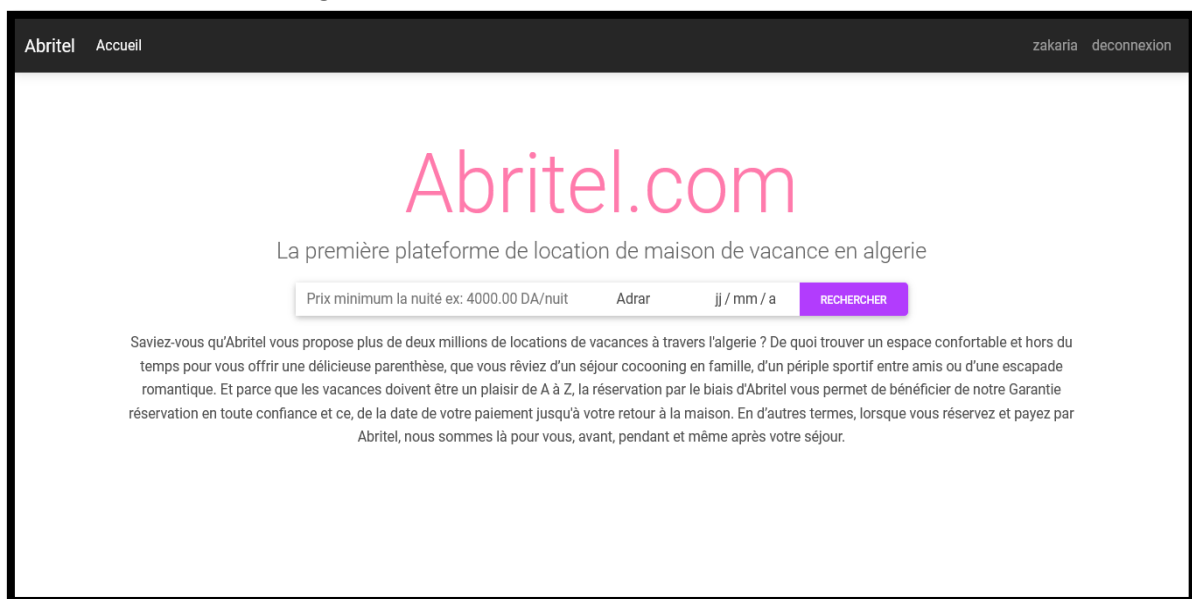 Abritel Accueil zakaria deconnexion
Abritel.com
La première plateforme de location de maison de vacance en algerie
Prix minimum la nuité ex: 4000.00 DA/nuit Adrar jj / mm / a RECHERCHER
Saviez-vous qu'Abritel vous propose plus de deux millions de locations de vacances à travers l'algerie ? De quoi trouver un espace confortable et hors du
temps pour vous offrir une délicieuse parenthèse, que vous rêviez d'un séjour cocooning en famille, d'un périple sportif entre amis ou d'une escapade
romantique. Et parce que les vacances doivent être un plaisir de A à Z, la réservation par le biais d'Abritel vous permet de bénéficier de notre Garantie
réservation en toute confiance et ce, de la date de votre paiement jusqu'à votre retour à la maison. En d'autres termes, lorsque vous réservez et payez par
Abritel, nous sommes là pour vous, avant, pendant et même après votre séjour.